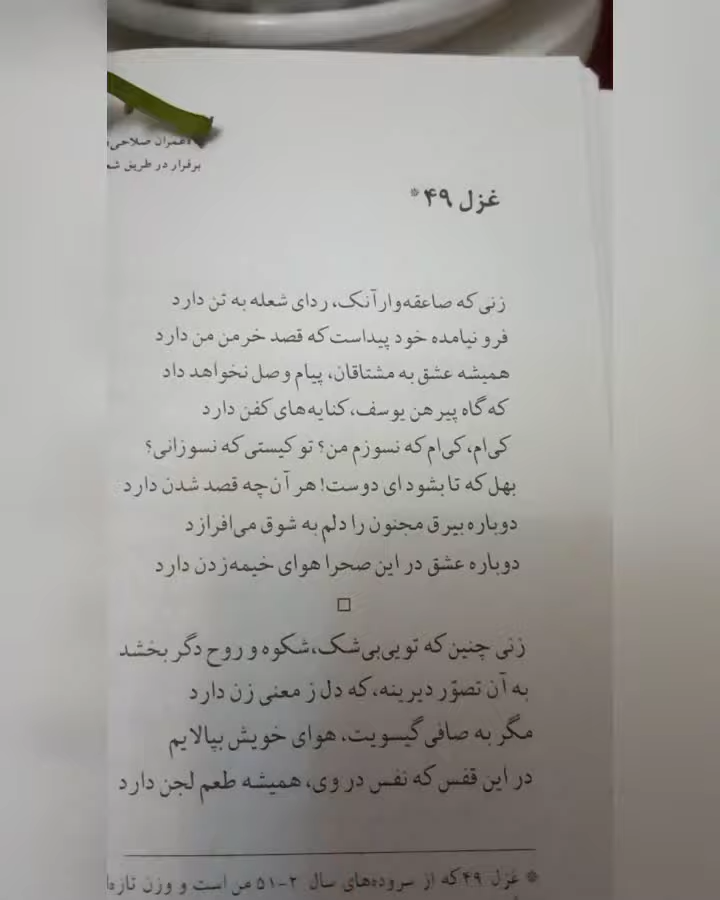 عمران صلاحی
برقرار در طریق
غزل ۴۹*
زنی که صاعقه‌وار آنک، ردای شعله به تن دارد
فرو نیامده خود پیداست که قصد خرمن من دارد
همیشه عشق به مشتاقان، پیام وصل نخواهد داد
که گاه پیرهن یوسف، کنایه‌های کفن دارد
کی‌ام، کی‌ام که نسوزم من؟ تو کیستی که نسوزانی؟
بهل که تا بشود ای دوست! هر آن‌چه قصد شدن دارد
دوباره بیرق مجنون را دلم به شوق می‌افرازد
دوباره عشق در این صحرا هوای خیمه‌زدن دارد
زنی چنین که تویی‌بی‌شک، شکوه و روح دگر بخشد
به آن تصوّر دیرینه، که دل ز معنی زن دارد
مگر به صافی گیسویت، هوای خویش بپالایم
در این قفس که نفس در وی، همیشه طعم لجن دارد
* غزل ۴۹ که از سروده‌های سال ۲-۵۱ من است و وزن